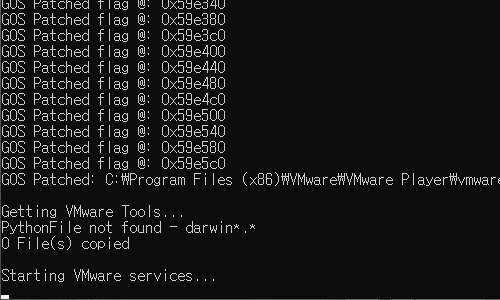 GOS Patched flag @: 0x59e340
GOS Patched flag @: 0x59e380
GOS Patched flag @: 0x59e3c0
GOS Patched flag @: 0x59e400
GOS Patched flag @: 0x59e440
GOS Patched flag @: 0x59e480
GOS Patched flag @: 0x59e4c0
GOS Patched flag @: 0x59e500
GOS Patched flag @: 0x59e540
GOS Patched flag @: 0x59e580
GOS Patched flag @: 0x59e5c0
GOS Patched: C:₩Program Files (x86)₩VMware₩VMware Player₩vmware
Getting VMware Tools...
PythonFile not found - darwin*.*
0 File(s) copied
Starting VMware services...